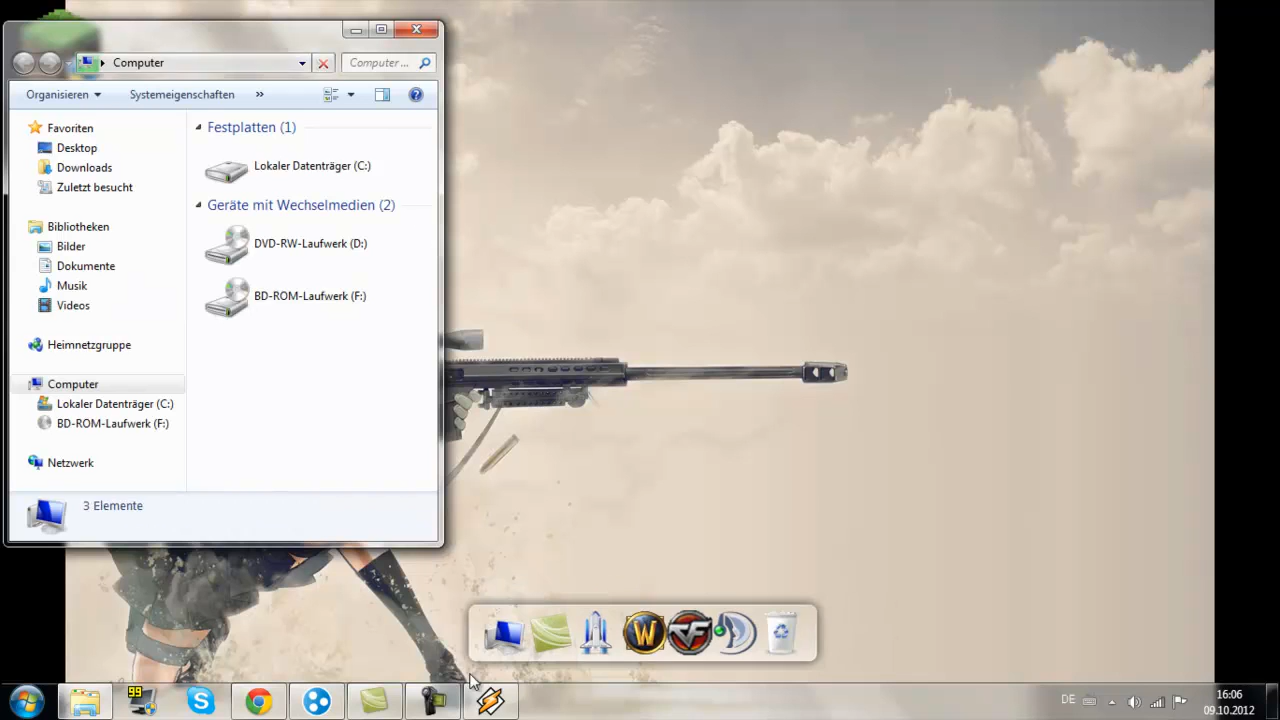 Computer
Computer ...
Organisieren
Systemeigenschaften
»
Favoriten
Desktop
Downloads
Zuletzt besucht
Bibliotheken
Bilder
Dokumente
Musik
Videos
Heimnetzgruppe
Computer
Lokaler Datenträger (C:)
BD-ROM-Laufwerk (F:)
Netzwerk
Festplatten (1)
Lokaler Datenträger (C:)
Geräte mit Wechselmedien (2)
DVD-RW-Laufwerk (D:)
BD-ROM-Laufwerk (F:)
3 Elemente
W
CF
99
S
DE
16:06
09.10.2012